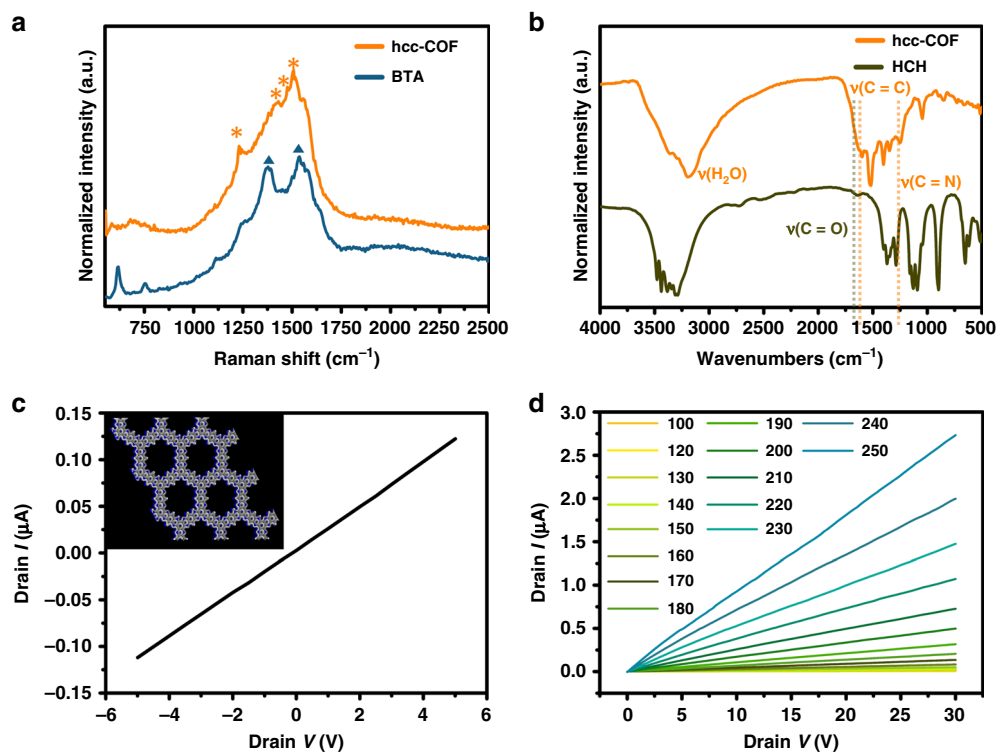 a
hcc-COF
BTA
Normalized intensity (a.u.)
750 1000 1250 1500 1750 2000 2250 2500
Raman shift (cm⁻¹)
b
hcc-COF
HCH
ν(C = C)
ν(H₂O)
ν(C = N)
ν(C = O)
Normalized intensity (a.u.)
4000 3500 3000 2500 2000 1500 1000 500
Wavenumbers (cm⁻¹)
c
0.15
0.10
0.05
0.00
−0.05
−0.10
−0.15
Drain I (μA)
−6 −4 −2 0 2 4 6
Drain V (V)
d
3.0
2.5
2.0
1.5
1.0
0.5
0.0
Drain I (μA)
100 190 240
120 200 250
130 210
140 220
150 230
160
170
180
0 5 10 15 20 25 30
Drain V (V)